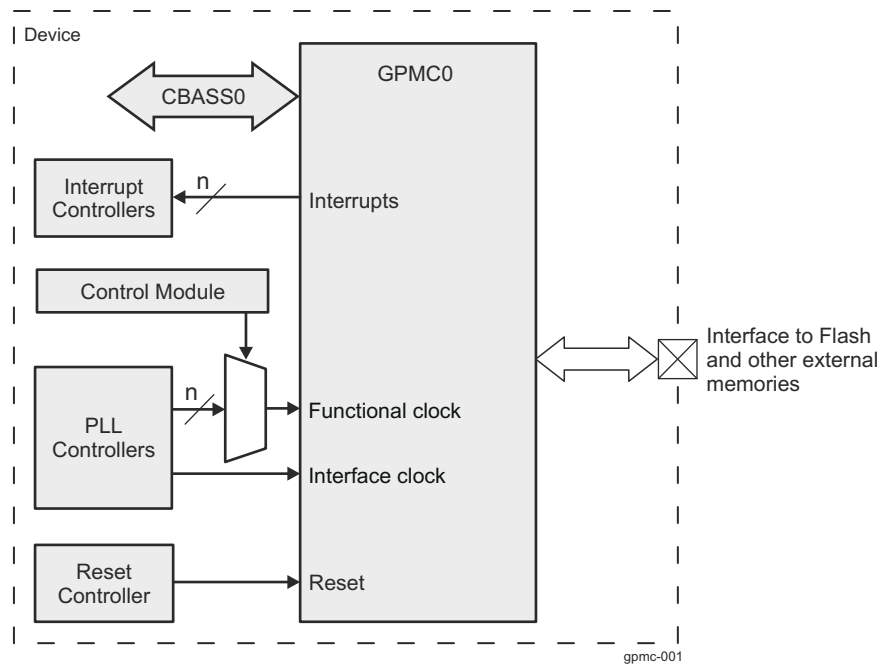 Device
GPMC0
CBASS0
n
Interrupt
Controllers
Interrupts
Control Module
Interface to Flash
and other external
memories
n
PLL
Controllers
Functional clock
Interface clock
Reset
Controller
Reset
gpmc-001